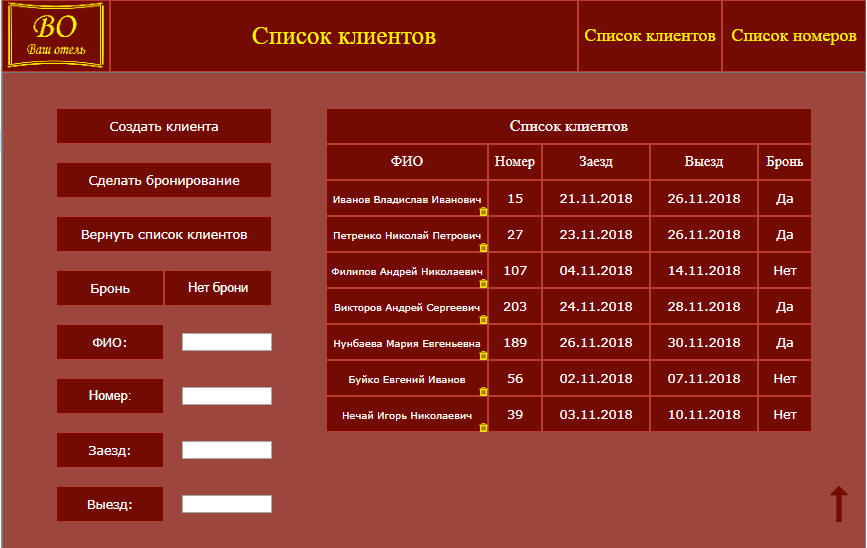 ВО
Ваш отель
Список клиентов
Список клиентов
Список номеров
Создать клиента
Сделать бронирование
Вернуть список клиентов
Бронь Нет брони
ФИО:
Номер:
Заезд:
Выезд:
Список клиентов
ФИО Номер Заезд Выезд Бронь
Иванов Владислав Иванович 15 21.11.2018 26.11.2018 Да
Петренко Николай Петрович 27 23.11.2018 26.11.2018 Да
Филипов Андрей Николаевич 107 04.11.2018 14.11.2018 Нет
Викторов Андрей Сергеевич 203 24.11.2018 28.11.2018 Да
Нунбаева Мария Евгеньевна 189 26.11.2018 30.11.2018 Да
Буйко Евгений Иванов 56 02.11.2018 07.11.2018 Нет
Нечай Игорь Николаевич 39 03.11.2018 10.11.2018 Нет